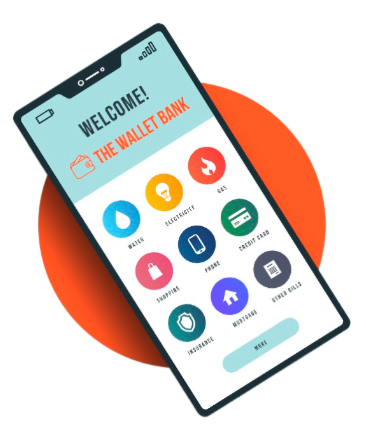 WELCOME!
THE WALLET BANK
WATER
ELECTRICITY
GAS
SHOPPING
PHONE
CREDIT CARD
INSURANCE
MORTGAGE
OTHER BILLS
MORE